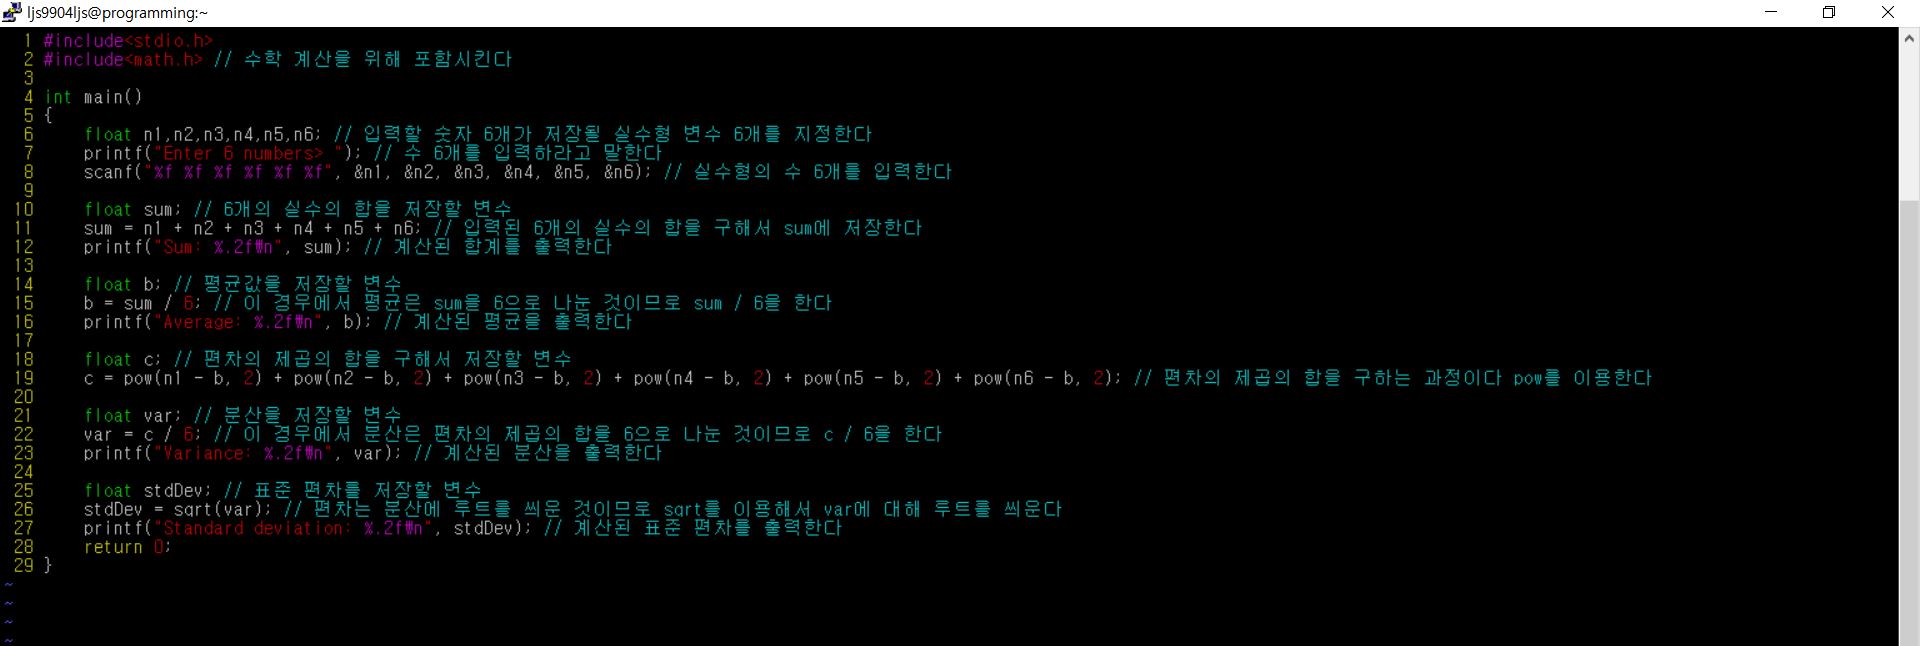 ljs9904ljs@programming:~
1 #include<stdio.h>
2 #include<math.h> // 수학 계산을 위해 포함시킨다
3
4 int main()
5 {
6 float n1,n2,n3,n4,n5,n6; // 입력할 숫자 6개가 저장될 실수형 변수 6개를 지정한다
7 printf("Enter 6 numbers> "); // 수 6개를 입력하라고 말한다
8 scanf("%f %f %f %f %f %f", &n1, &n2, &n3, &n4, &n5, &n6); // 실수형의 수 6개를 입력한다
9
10 float sum; // 6개의 실수의 합을 저장할 변수
11 sum = n1 + n2 + n3 + n4 + n5 + n6; // 입력된 6개의 실수의 합을 구해서 sum에 저장한다
12 printf("Sum: %.2f₩n", sum); // 계산된 합계를 출력한다
13
14 float b; // 평균값을 저장할 변수
15 b = sum / 6; // 이 경우에서 평균은 sum을 6으로 나눈 것이므로 sum / 6을 한다
16 printf("Average: %.2f₩n", b); // 계산된 평균을 출력한다
17
18 float c; // 편차의 제곱의 합을 구해서 저장할 변수
19 c = pow(n1 - b, 2) + pow(n2 - b, 2) + pow(n3 - b, 2) + pow(n4 - b, 2) + pow(n5 - b, 2) + pow(n6 - b, 2); // 편차의 제곱의 합을 구하는 과정이다 pow를 이용한다
20
21 float var; // 분산을 저장할 변수
22 var = c / 6; // 이 경우에서 분산은 편차의 제곱의 합을 6으로 나눈 것이므로 c / 6을 한다
23 printf("Variance: %.2f₩n", var); // 계산된 분산을 출력한다
24
25 float stdDev; // 표준 편차를 저장할 변수
26 stdDev = sqrt(var); // 편차는 분산에 루트를 씌운 것이므로 sqrt를 이용해서 var에 대해 루트를 씌운다
27 printf("Standard deviation: %.2f₩n", stdDev); // 계산된 표준 편차를 출력한다
28 return 0;
29 }
~
~
~
~